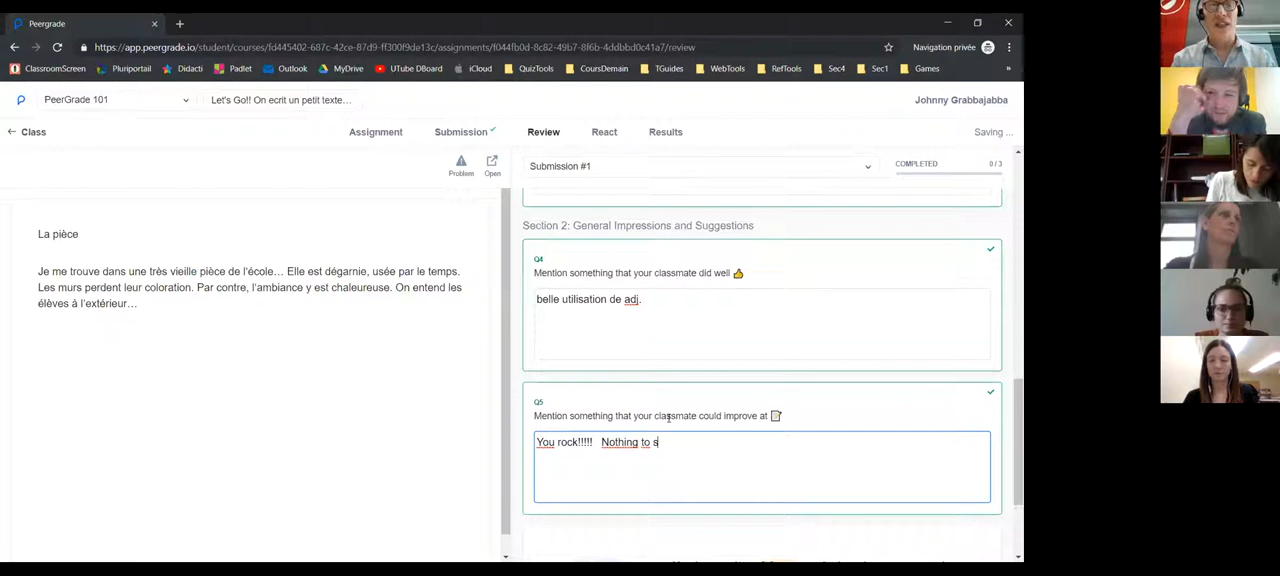 Peergrade
https://app.peergrade.io/student/courses/fd445402-687c-42ce-87d9-ff300f9de13c/assignments/f044fb0d-8c82-49b7-8f6b-4ddbbd0c41a7/review
Navigation privée
ClassroomScreen Pluriportail Didacti Padlet Outlook MyDrive UTube DBoard iCloud QuizTools CoursDemain TGuides WebTools RefTools Sec4 Sec1 Games »
PeerGrade 101 Let's Go!! On ecrit un petit texte… Johnny Grabbajabba
Class Assignment Submission Review React Results Saving ...
Problem Open
Submission #1 COMPLETED 0/3
Section 2: General Impressions and Suggestions
Q4
Mention something that your classmate did well 👍
belle utilisation de adj.
Q5
Mention something that your classmate could improve at 📝
You rock!!!!! Nothing to s
La pièce
Je me trouve dans une très vieille pièce de l'école… Elle est dégarnie, usée par le temps.
Les murs perdent leur coloration. Par contre, l'ambiance y est chaleureuse. On entend les
élèves à l'extérieur…